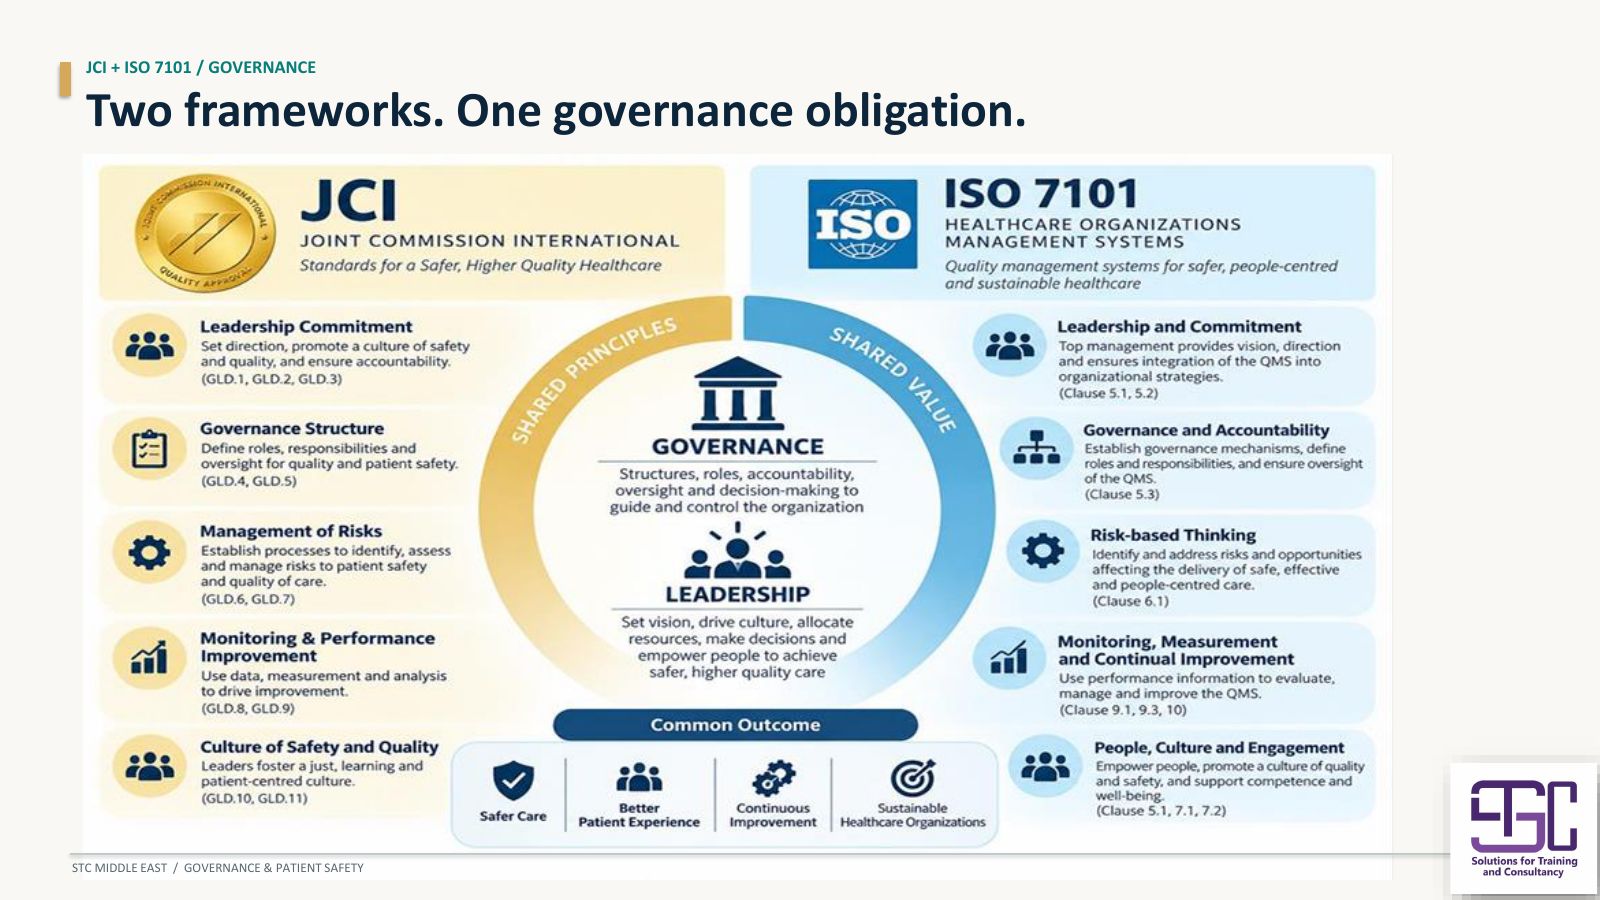 JCI + ISO 7101 / GOVERNANCE
Two frameworks. One governance obligation.
JOINT COMMISSION INTERNATIONAL
QUALITY APPROVAL
JCI
JOINT COMMISSION INTERNATIONAL
Standards for a Safer, Higher Quality Healthcare
ISO
ISO 7101
HEALTHCARE ORGANIZATIONS
MANAGEMENT SYSTEMS
Quality management systems for safer, people-centred
and sustainable healthcare
Leadership Commitment
Set direction, promote a culture of safety
and quality, and ensure accountability.
(GLD.1, GLD.2, GLD.3)
Governance Structure
Define roles, responsibilities and
oversight for quality and patient safety.
(GLD.4, GLD.5)
Management of Risks
Establish processes to identify, assess
and manage risks to patient safety
and quality of care.
(GLD.6, GLD.7)
Monitoring & Performance
Improvement
Use data, measurement and analysis
to drive improvement.
(GLD.8, GLD.9)
Culture of Safety and Quality
Leaders foster a just, learning and
patient-centred culture.
(GLD.10, GLD.11)
SHARED PRINCIPLES
SHARED VALUE
GOVERNANCE
Structures, roles, accountability,
oversight and decision-making to
guide and control the organization
LEADERSHIP
Set vision, drive culture, allocate
resources, make decisions and
empower people to achieve
safer, higher quality care
Common Outcome
Safer Care
Better
Patient Experience
Continuous
Improvement
Sustainable
Healthcare Organizations
Leadership and Commitment
Top management provides vision, direction
and ensures integration of the QMS into
organizational strategies.
(Clause 5.1, 5.2)
Governance and Accountability
Establish governance mechanisms, define
roles and responsibilities, and ensure oversight
of the QMS.
(Clause 5.3)
Risk-based Thinking
Identify and address risks and opportunities
affecting the delivery of safe, effective
and people-centred care.
(Clause 6.1)
Monitoring, Measurement
and Continual Improvement
Use performance information to evaluate,
manage and improve the QMS.
(Clause 9.1, 9.3, 10)
People, Culture and Engagement
Empower people, promote a culture of quality
and safety, and support competence and
well-being.
(Clause 5.1, 7.1, 7.2)
STC MIDDLE EAST / GOVERNANCE & PATIENT SAFETY
STC
Solutions for Training
and Consultancy